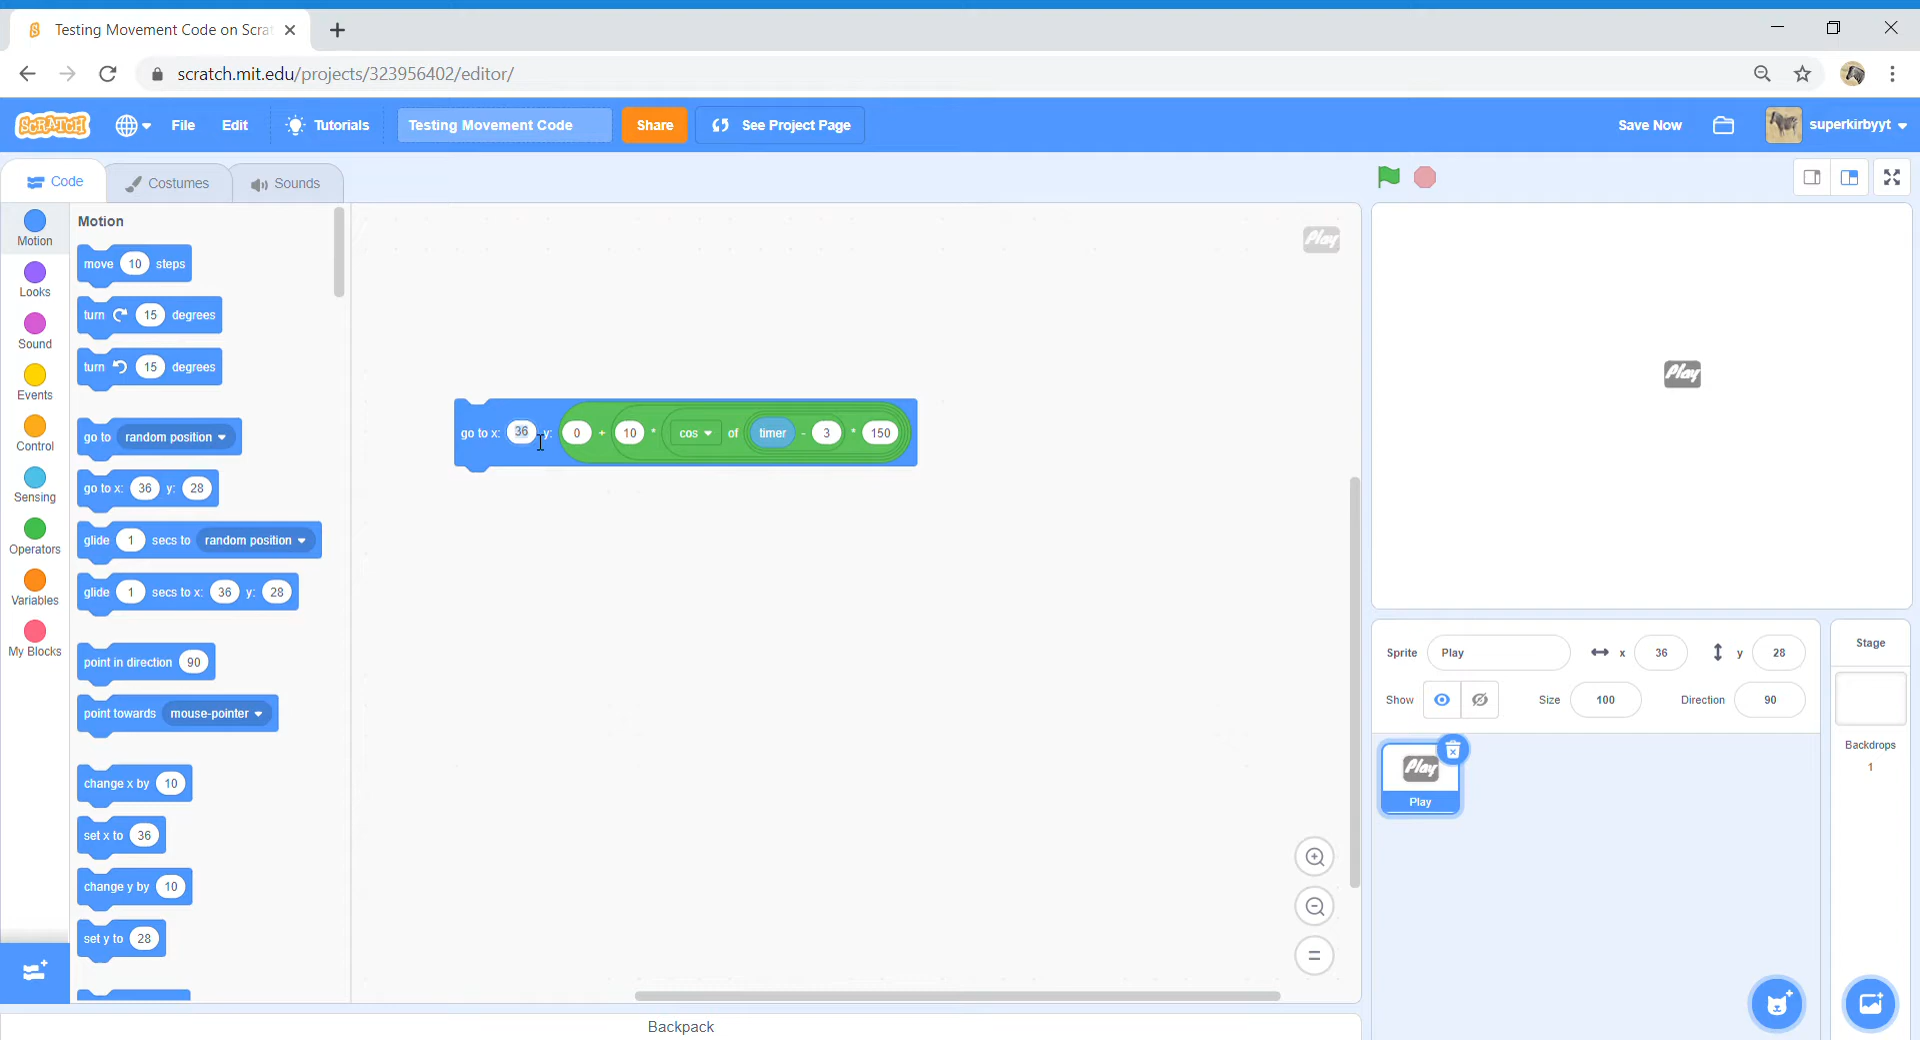 Testing Movement Code on Scra
scratch.mit.edu/projects/323956402/editor/
SCRATCH
File
Edit
Tutorials
Testing Movement Code
Share
See Project Page
Save Now
superkirbyyt
Code
Costumes
Sounds
Motion
Looks
Sound
Events
Control
Sensing
Operators
Variables
My Blocks
Motion
move 10 steps
turn 15 degrees
turn 15 degrees
go to random position
go to x: 36 y: 28
glide 1 secs to random position
glide 1 secs to x: 36 y: 28
point in direction 90
point towards mouse-pointer
change x by 10
set x to 36
change y by 10
set y to 28
Play
go to x: 36 y: 0 + 10 * cos of timer - 3 * 150
Backpack
Play
Sprite Play x 36 y 28
Show Size 100 Direction 90
Play
Play
Stage
Backdrops
1